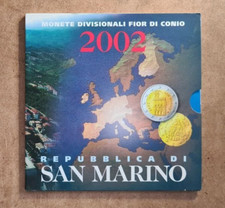 MONETE DIVISIONALI FIOR DI CONIO
2002
REPUBBLICA DI
SAN MARINO